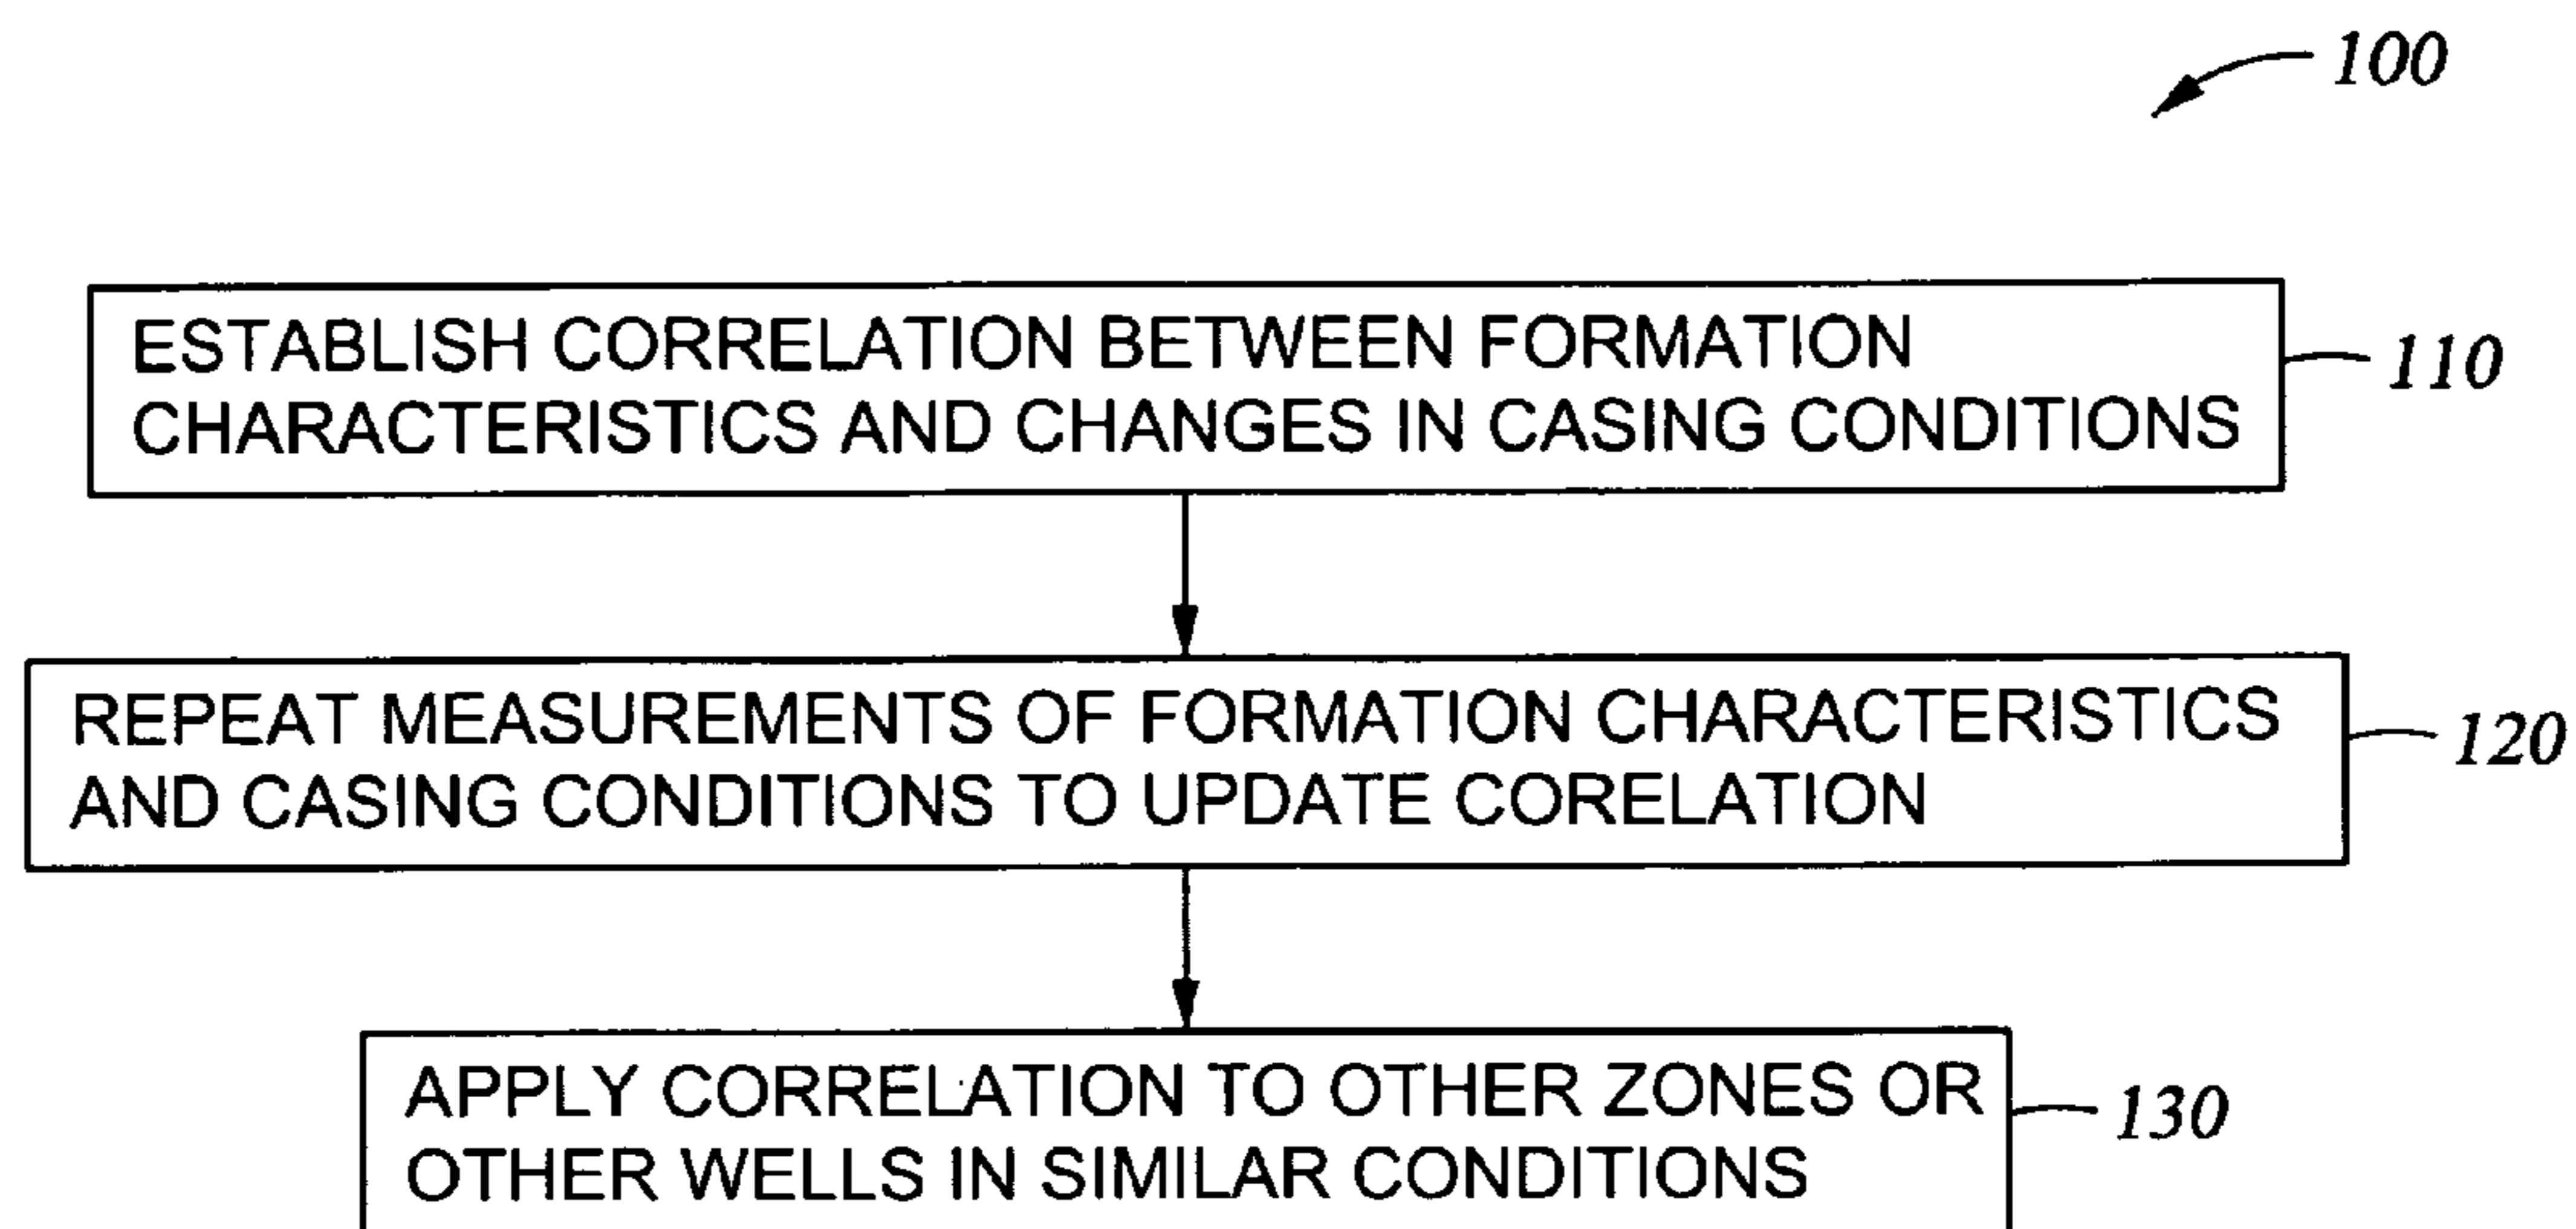 100
ESTABLISH CORRELATION BETWEEN FORMATION
CHARACTERISTICS AND CHANGES IN CASING CONDITIONS
110
REPEAT MEASUREMENTS OF FORMATION CHARACTERISTICS
AND CASING CONDITIONS TO UPDATE CORELATION
120
APPLY CORRELATION TO OTHER ZONES OR
OTHER WELLS IN SIMILAR CONDITIONS
130